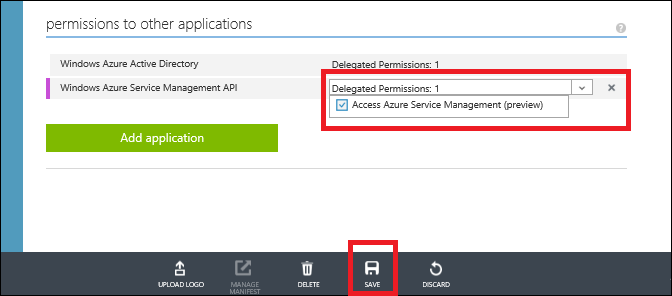 permissions to other applications
?
Windows Azure Active Directory Delegated Permissions: 1
Windows Azure Service Management API Delegated Permissions: 1
Access Azure Service Management (preview)
Add application
UPLOAD LOGO MANAGE MANIFEST DELETE SAVE DISCARD